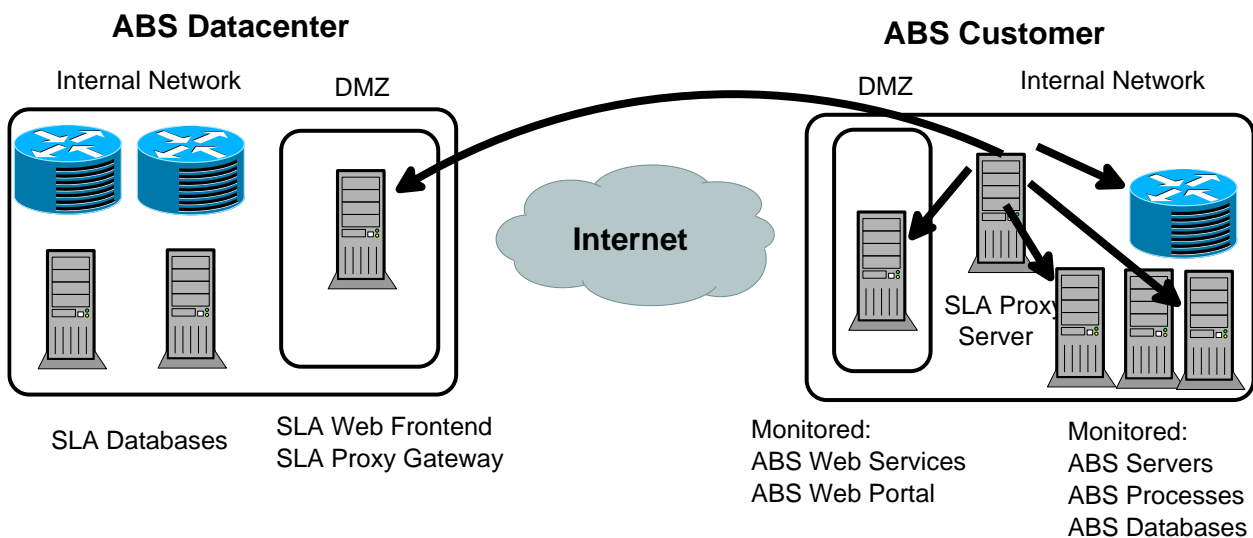 ABS Datacenter
Internal Network
DMZ
SLA Databases
SLA Web Frontend
SLA Proxy Gateway
Internet
ABS Customer
DMZ
Internal Network
SLA Proxy
Server
Monitored:
ABS Web Services
ABS Web Portal
Monitored:
ABS Servers
ABS Processes
ABS Databases